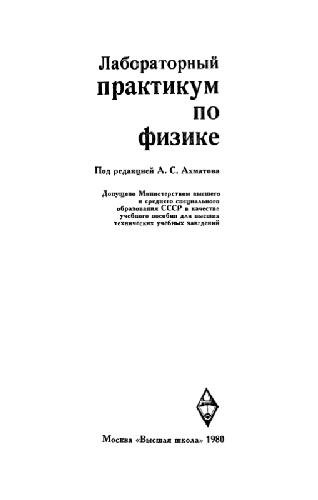 Лабораторный
практикум
по
физике
Под редакцией А. С. Ахматова
Допущено Министерством высшего
и среднего специального
образования СССР в качестве
учебного пособия для высших
технических учебных заведений
Москва «Высшая школа» 1980